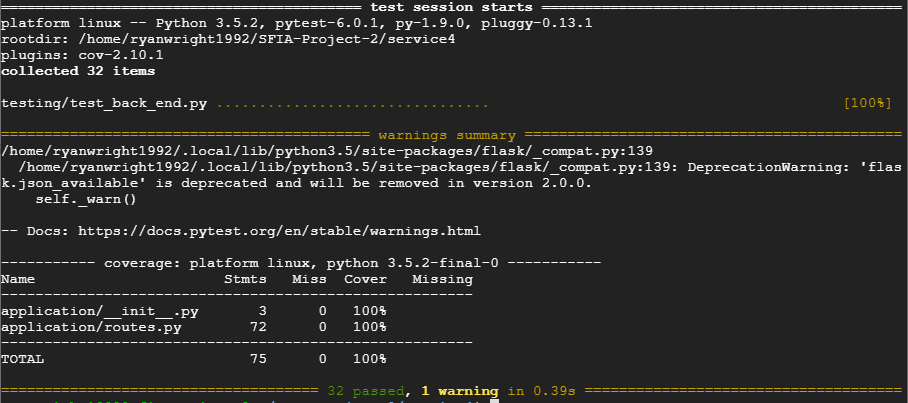 =========================================== test session starts ===========================================
platform linux -- Python 3.5.2, pytest-6.0.1, py-1.9.0, pluggy-0.13.1
rootdir: /home/ryanwright1992/SFIA-Project-2/service4
plugins: cov-2.10.1
collected 32 items
testing/test_back_end.py ................................ [100%]
=========================================== warnings summary ============================================
/home/ryanwright1992/.local/lib/python3.5/site-packages/flask/_compat.py:139
  /home/ryanwright1992/.local/lib/python3.5/site-packages/flask/_compat.py:139: DeprecationWarning: 'flas
k.json_available' is deprecated and will be removed in version 2.0.0.
    self._warn()
-- Docs: https://docs.pytest.org/en/stable/warnings.html
----------- coverage: platform linux, python 3.5.2-final-0 -----------
Name                      Stmts   Miss  Cover   Missing
-------------------------------------------------------
application/__init__.py       3      0   100%
application/routes.py        72      0   100%
-------------------------------------------------------
TOTAL                        75      0   100%
===================================== 32 passed, 1 warning in 0.39s =====================================